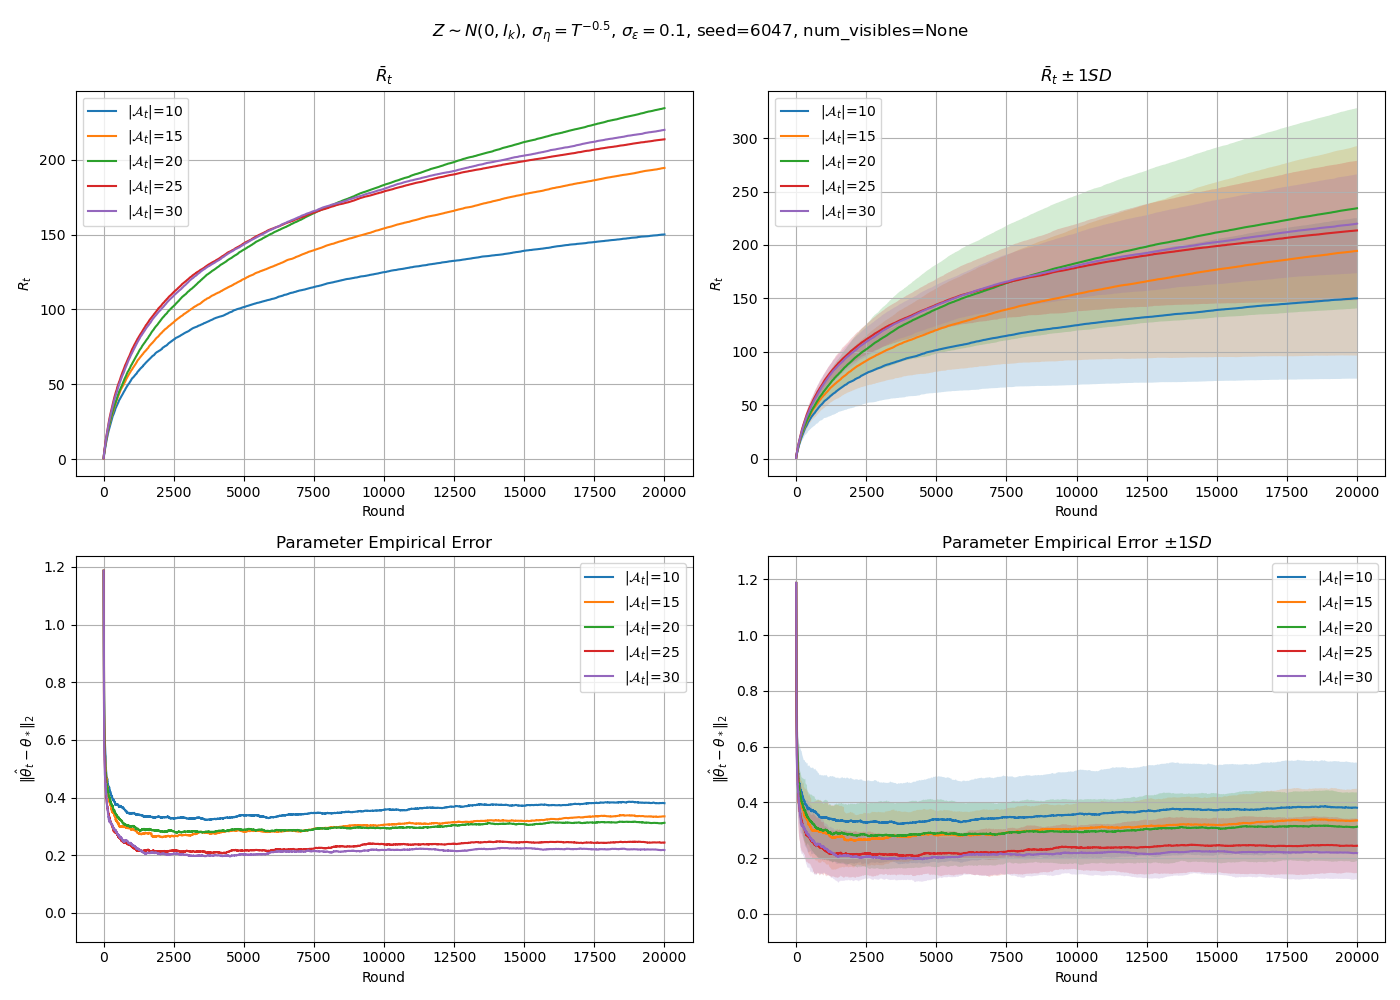 Z ∼ N(0, I_k), σ_η = T^{−0.5}, σ_ε = 0.1, seed=6047, num_visibles=None
R̄_t
R_t
200
150
100
50
0
|𝒜_t|=10
|𝒜_t|=15
|𝒜_t|=20
|𝒜_t|=25
|𝒜_t|=30
0 2500 5000 7500 10000 12500 15000 17500 20000
Round
R̄_t ± 1SD
R_t
300
250
200
150
100
50
0
|𝒜_t|=10
|𝒜_t|=15
|𝒜_t|=20
|𝒜_t|=25
|𝒜_t|=30
0 2500 5000 7500 10000 12500 15000 17500 20000
Round
Parameter Empirical Error
‖θ̂_t − θ_*‖_2
1.2
1.0
0.8
0.6
0.4
0.2
0.0
|𝒜_t|=10
|𝒜_t|=15
|𝒜_t|=20
|𝒜_t|=25
|𝒜_t|=30
0 2500 5000 7500 10000 12500 15000 17500 20000
Round
Parameter Empirical Error ±1SD
‖θ̂_t − θ_*‖_2
1.2
1.0
0.8
0.6
0.4
0.2
0.0
|𝒜_t|=10
|𝒜_t|=15
|𝒜_t|=20
|𝒜_t|=25
|𝒜_t|=30
0 2500 5000 7500 10000 12500 15000 17500 20000
Round